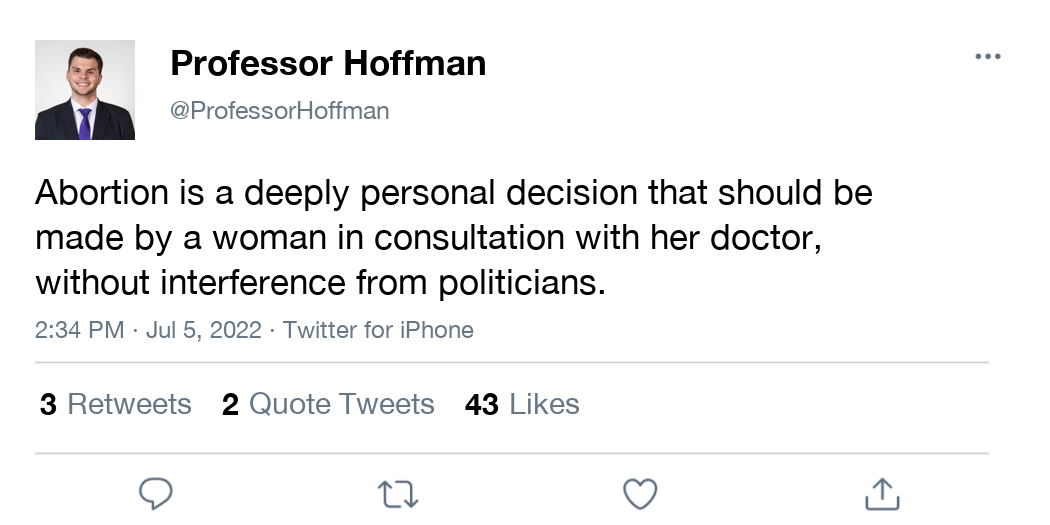 Professor Hoffman
@ProfessorHoffman
Abortion is a deeply personal decision that should be
made by a woman in consultation with her doctor,
without interference from politicians.
2:34 PM · Jul 5, 2022 · Twitter for iPhone
3 Retweets 2 Quote Tweets 43 Likes